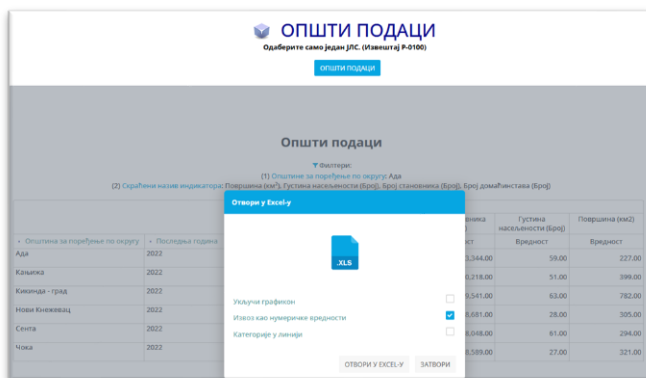 ОПШТИ ПОДАЦИ
Одаберите само један ЈЛС. (Извештај Р-0100)
ОПШТИ ПОДАЦИ
Општи подаци
Филтери:
(1) Општине за поређење по округу: Ада
(2) Скраћени назив индикатора: Површина (км²), Густина насељености (Број), Број становника (Број), Број домаћинстава (Број)
Отвори у Excel-у
Густина насељености (Број) Површина (км2)
Општина за поређење по округу Последња година Вредност Вредност
Ада 2022 59.00 227.00
Кањижа 2022 51.00 399.00
Кикинда - град 2022 63.00 782.00
Нови Кнежевац 2022 28.00 305.00
Сента 2022 61.00 294.00
Чока 2022 27.00 321.00
.XLS
Укључи графикон
Извоз као нумеричке вредности
Категорије у линији
ОТВОРИ У EXCEL-У ЗАТВОРИ